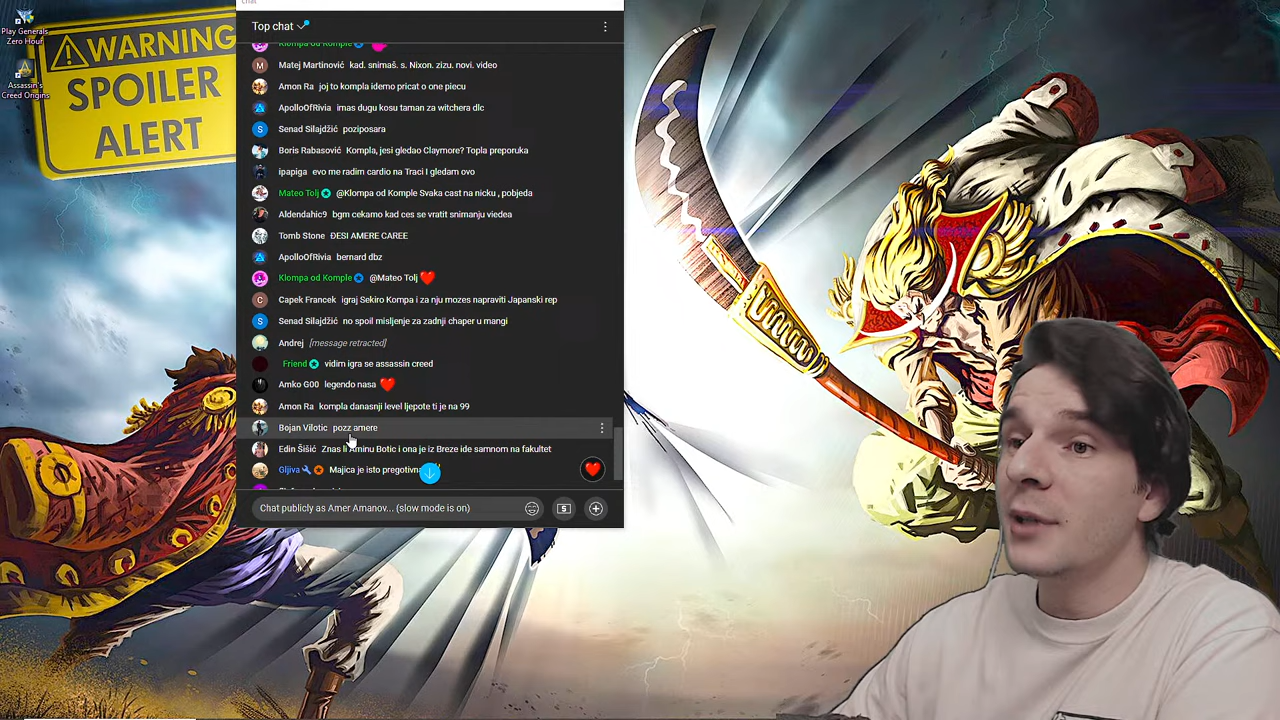 Play Generals
Zero Hour
Assassin's
Creed Origins
WARNING
SPOILER
ALERT
Chat
Top chat
Klompa od Komple
Matej Martinović kad. snimaš. s. Nixon. zizu. novi. video
Amon Ra joj to kompla idemo pricat o one piecu
ApolloOfRivia imas dugu kosu taman za witchera dlc
Senad Silajdžić poziposara
Boris Rabasović Kompla, jesi gledao Claymore? Topla preporuka
ipapiga evo me radim cardio na Traci I gledam ovo
Mateo Tolj @Klompa od Komple Svaka cast na nicku , pobjeda
Aldendahic9 bgm cekamo kad ces se vratit snimanju viedea
Tomb Stone ĐESI AMERE CAREE
ApolloOfRivia bernard dbz
Klompa od Komple @Mateo Tolj ❤️
Capek Francek igraj Sekiro Kompa i za nju mozes napraviti Japanski rep
Senad Silajdžić no spoil misljenje za zadnji chaper u mangi
Andrej [message retracted]
Friend vidim igra se assassin creed
Amko G00 legendo nasa ❤️
Amon Ra kompla danasnji level ljepote ti je na 99
Bojan Vilotic pozz amere
Edin Šišić Znas li Aminu Botic i ona je iz Breze ide samnom na fakultet
Gljiva Majica je isto
Chat publicly as Amer Amanov... (slow mode is on)